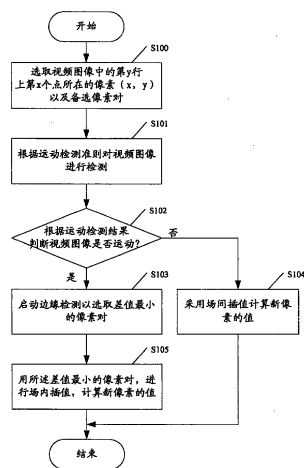 开始
S100
选取视频图像中的第y行
上第x个点所在的像素（x，y）
以及备选像素对
S101
根据运动检测准则对视频图像
进行检测
S102
根据运动检测结果
判断视频图像是否运动？
否
是
S103
启动边缘检测以选取差值最小
的像素对
S104
采用场间插值计算新像
素的值
S105
用所述差值最小的像素对，进
行场内插值，计算新像素的值
结束